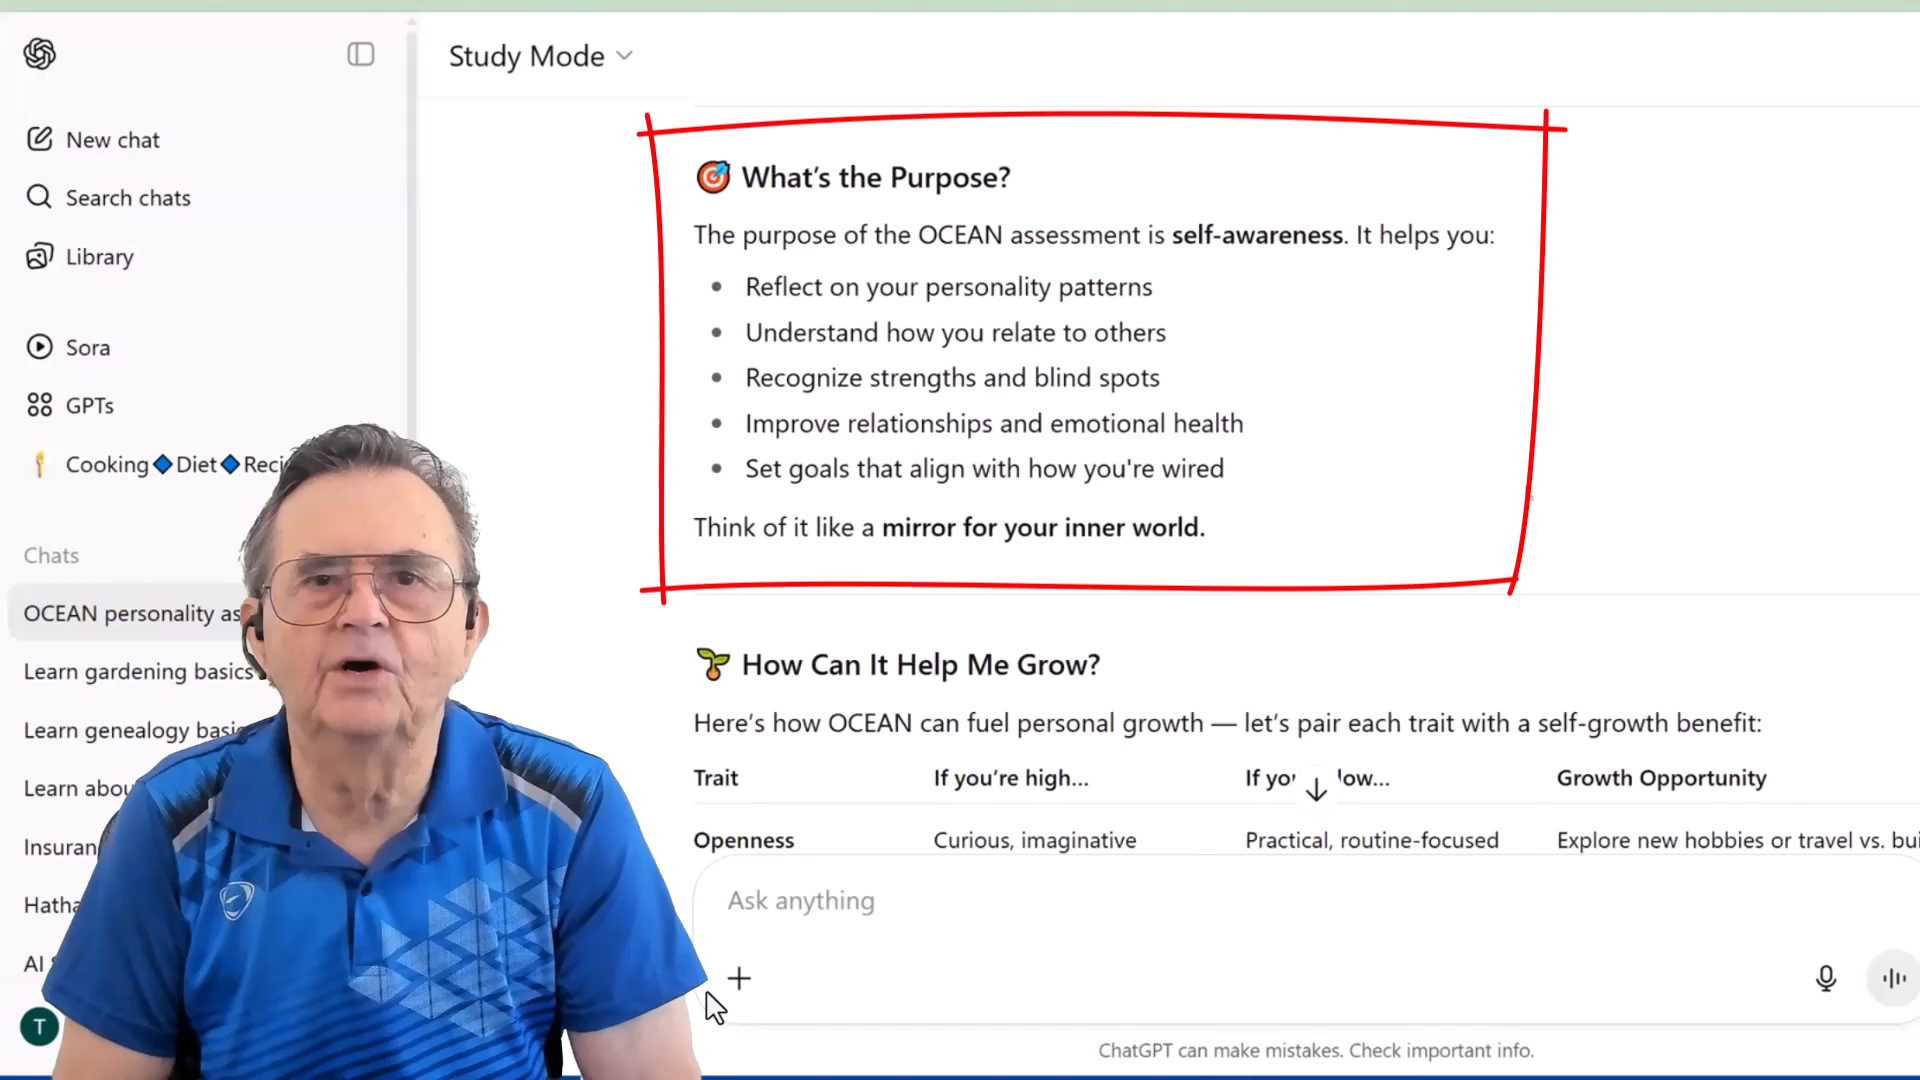 Study Mode
New chat
Search chats
Library
Sora
GPTs
Cooking🔷Diet🔷Reci
Chats
OCEAN personality as
Learn gardening basics
Learn genealogy basic
Learn abou
Insuran
Hatha
AI
T
🎯 What's the Purpose?
The purpose of the OCEAN assessment is self-awareness. It helps you:
• Reflect on your personality patterns
• Understand how you relate to others
• Recognize strengths and blind spots
• Improve relationships and emotional health
• Set goals that align with how you're wired
Think of it like a mirror for your inner world.
🌱 How Can It Help Me Grow?
Here's how OCEAN can fuel personal growth — let's pair each trait with a self-growth benefit:
Trait If you're high... If you low... Growth Opportunity
Openness Curious, imaginative Practical, routine-focused Explore new hobbies or travel vs. bui
Ask anything
ChatGPT can make mistakes. Check important info.